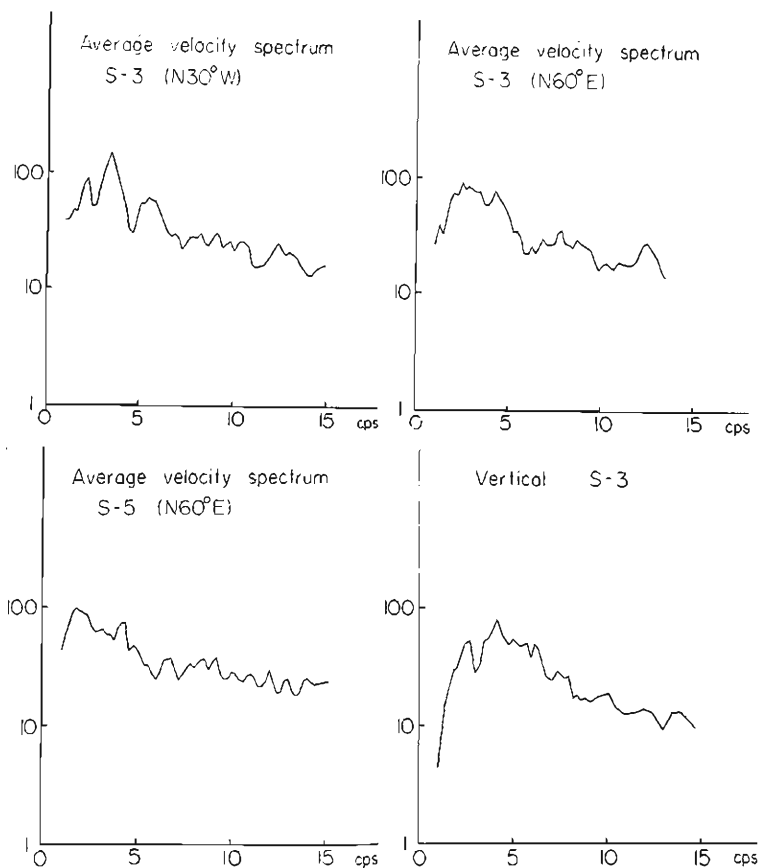 Average velocity spectrum
S-3 (N30°W)
100
10
1
0 5 10 15 cps
Average velocity spectrum
S-3 (N60°E)
100
10
1
0 5 10 15 cps
Average velocity spectrum
S-5 (N60°E)
100
10
1
0 5 10 15 cps
Vertical S-3
100
10
1
0 5 10 15 cps